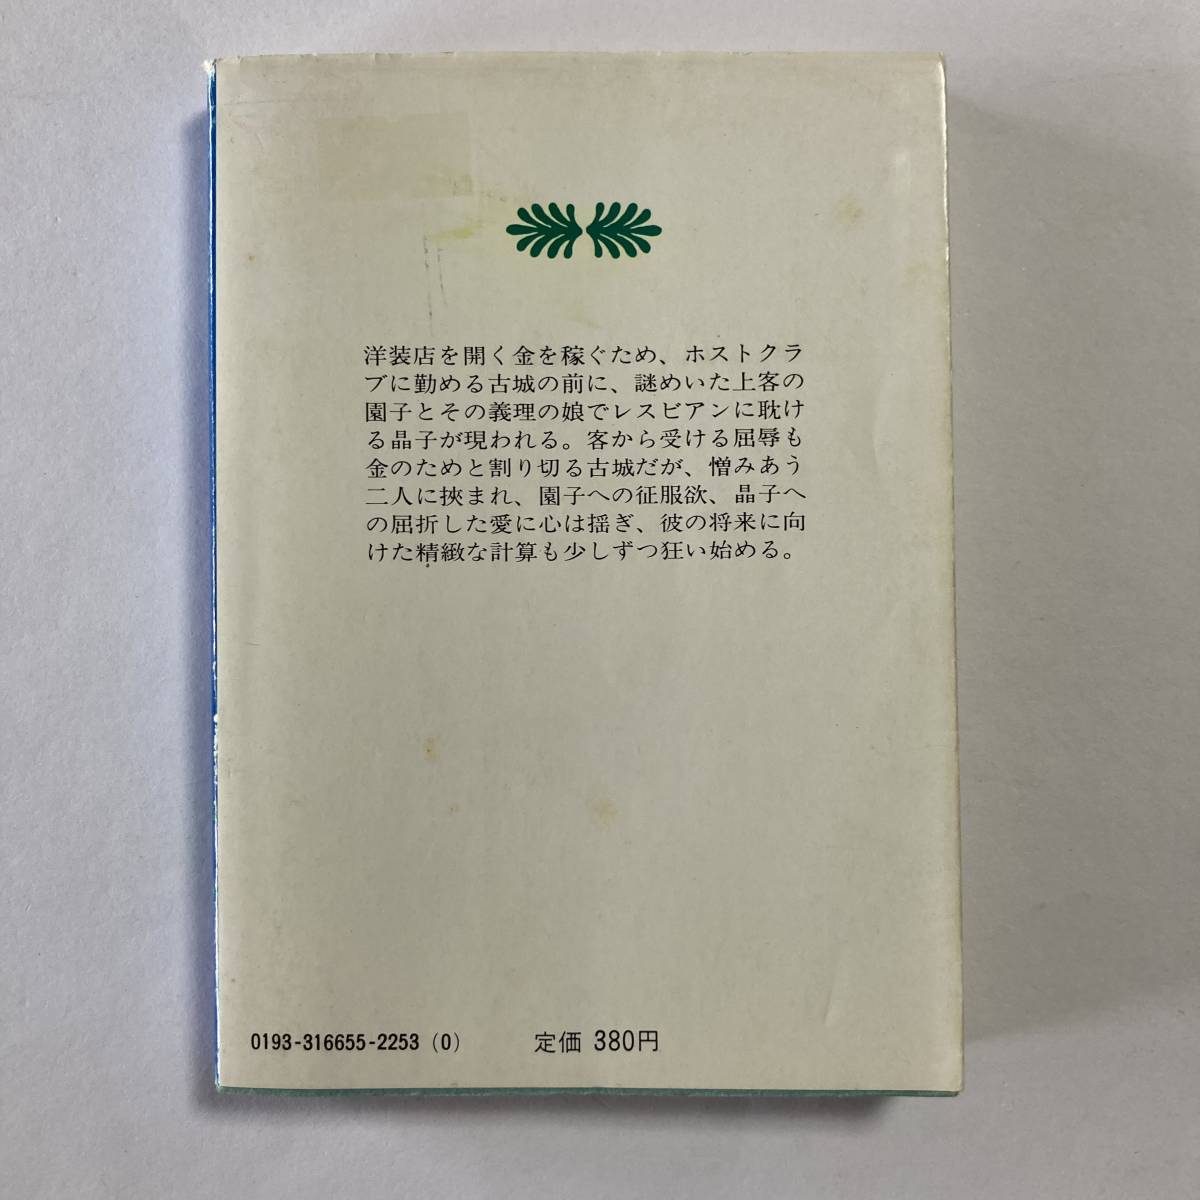 洋装店を開く金を稼ぐため、ホストクラ
ブに勤める古城の前に、謎めいた上客の
園子とその義理の娘でレスビアンに耽け
る晶子が現われる。客から受ける屈辱も
金のためと割り切る古城だが、憎みあう
二人に挾まれ、園子への征服欲、晶子へ
の屈折した愛に心は揺ぎ、彼の将来に向
けた精緻な計算も少しずつ狂い始める。
0193-316655-2253(0) 定価 380円